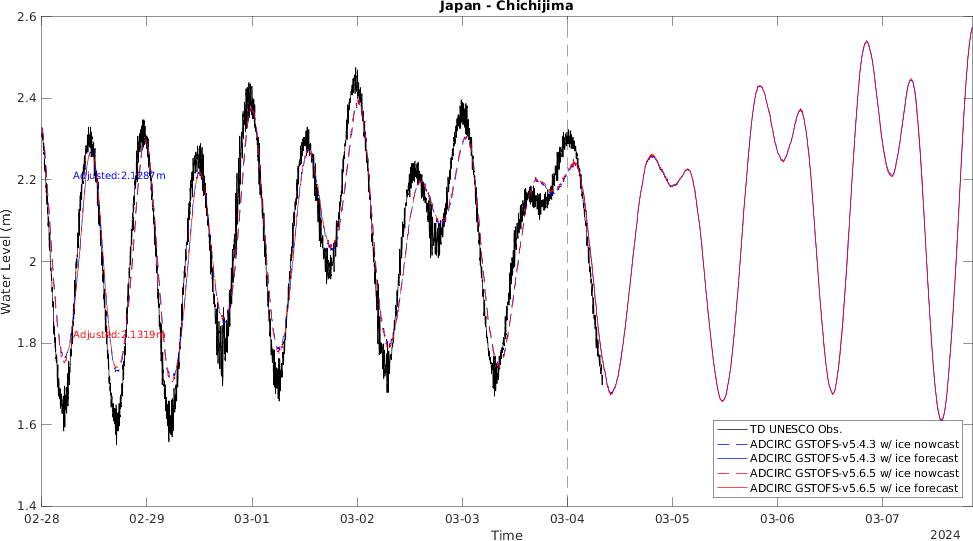 Japan - Chichijima
2.6
2.4
2.2
2
1.8
1.6
1.4
Water Level (m)
Adjusted:2.1287m
Adjusted:2.1319m
TD UNESCO Obs.
ADCIRC GSTOFS-v5.4.3 w/ ice nowcast
ADCIRC GSTOFS-v5.4.3 w/ ice forecast
ADCIRC GSTOFS-v5.6.5 w/ ice nowcast
ADCIRC GSTOFS-v5.6.5 w/ ice forecast
02-28 02-29 03-01 03-02 03-03 03-04 03-05 03-06 03-07
Time
2024